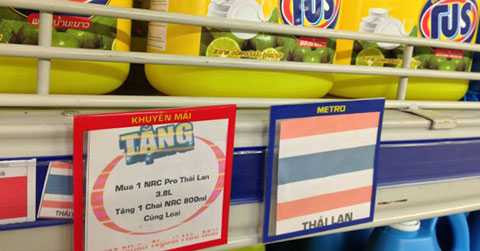 KHUYẾN MÃI
TẶNG
Mua 1 NRC Pro Thái Lan
3.8L
Tặng 1 Chai NRC 800ml
Cùng Loại
METRO
THÁI LAN